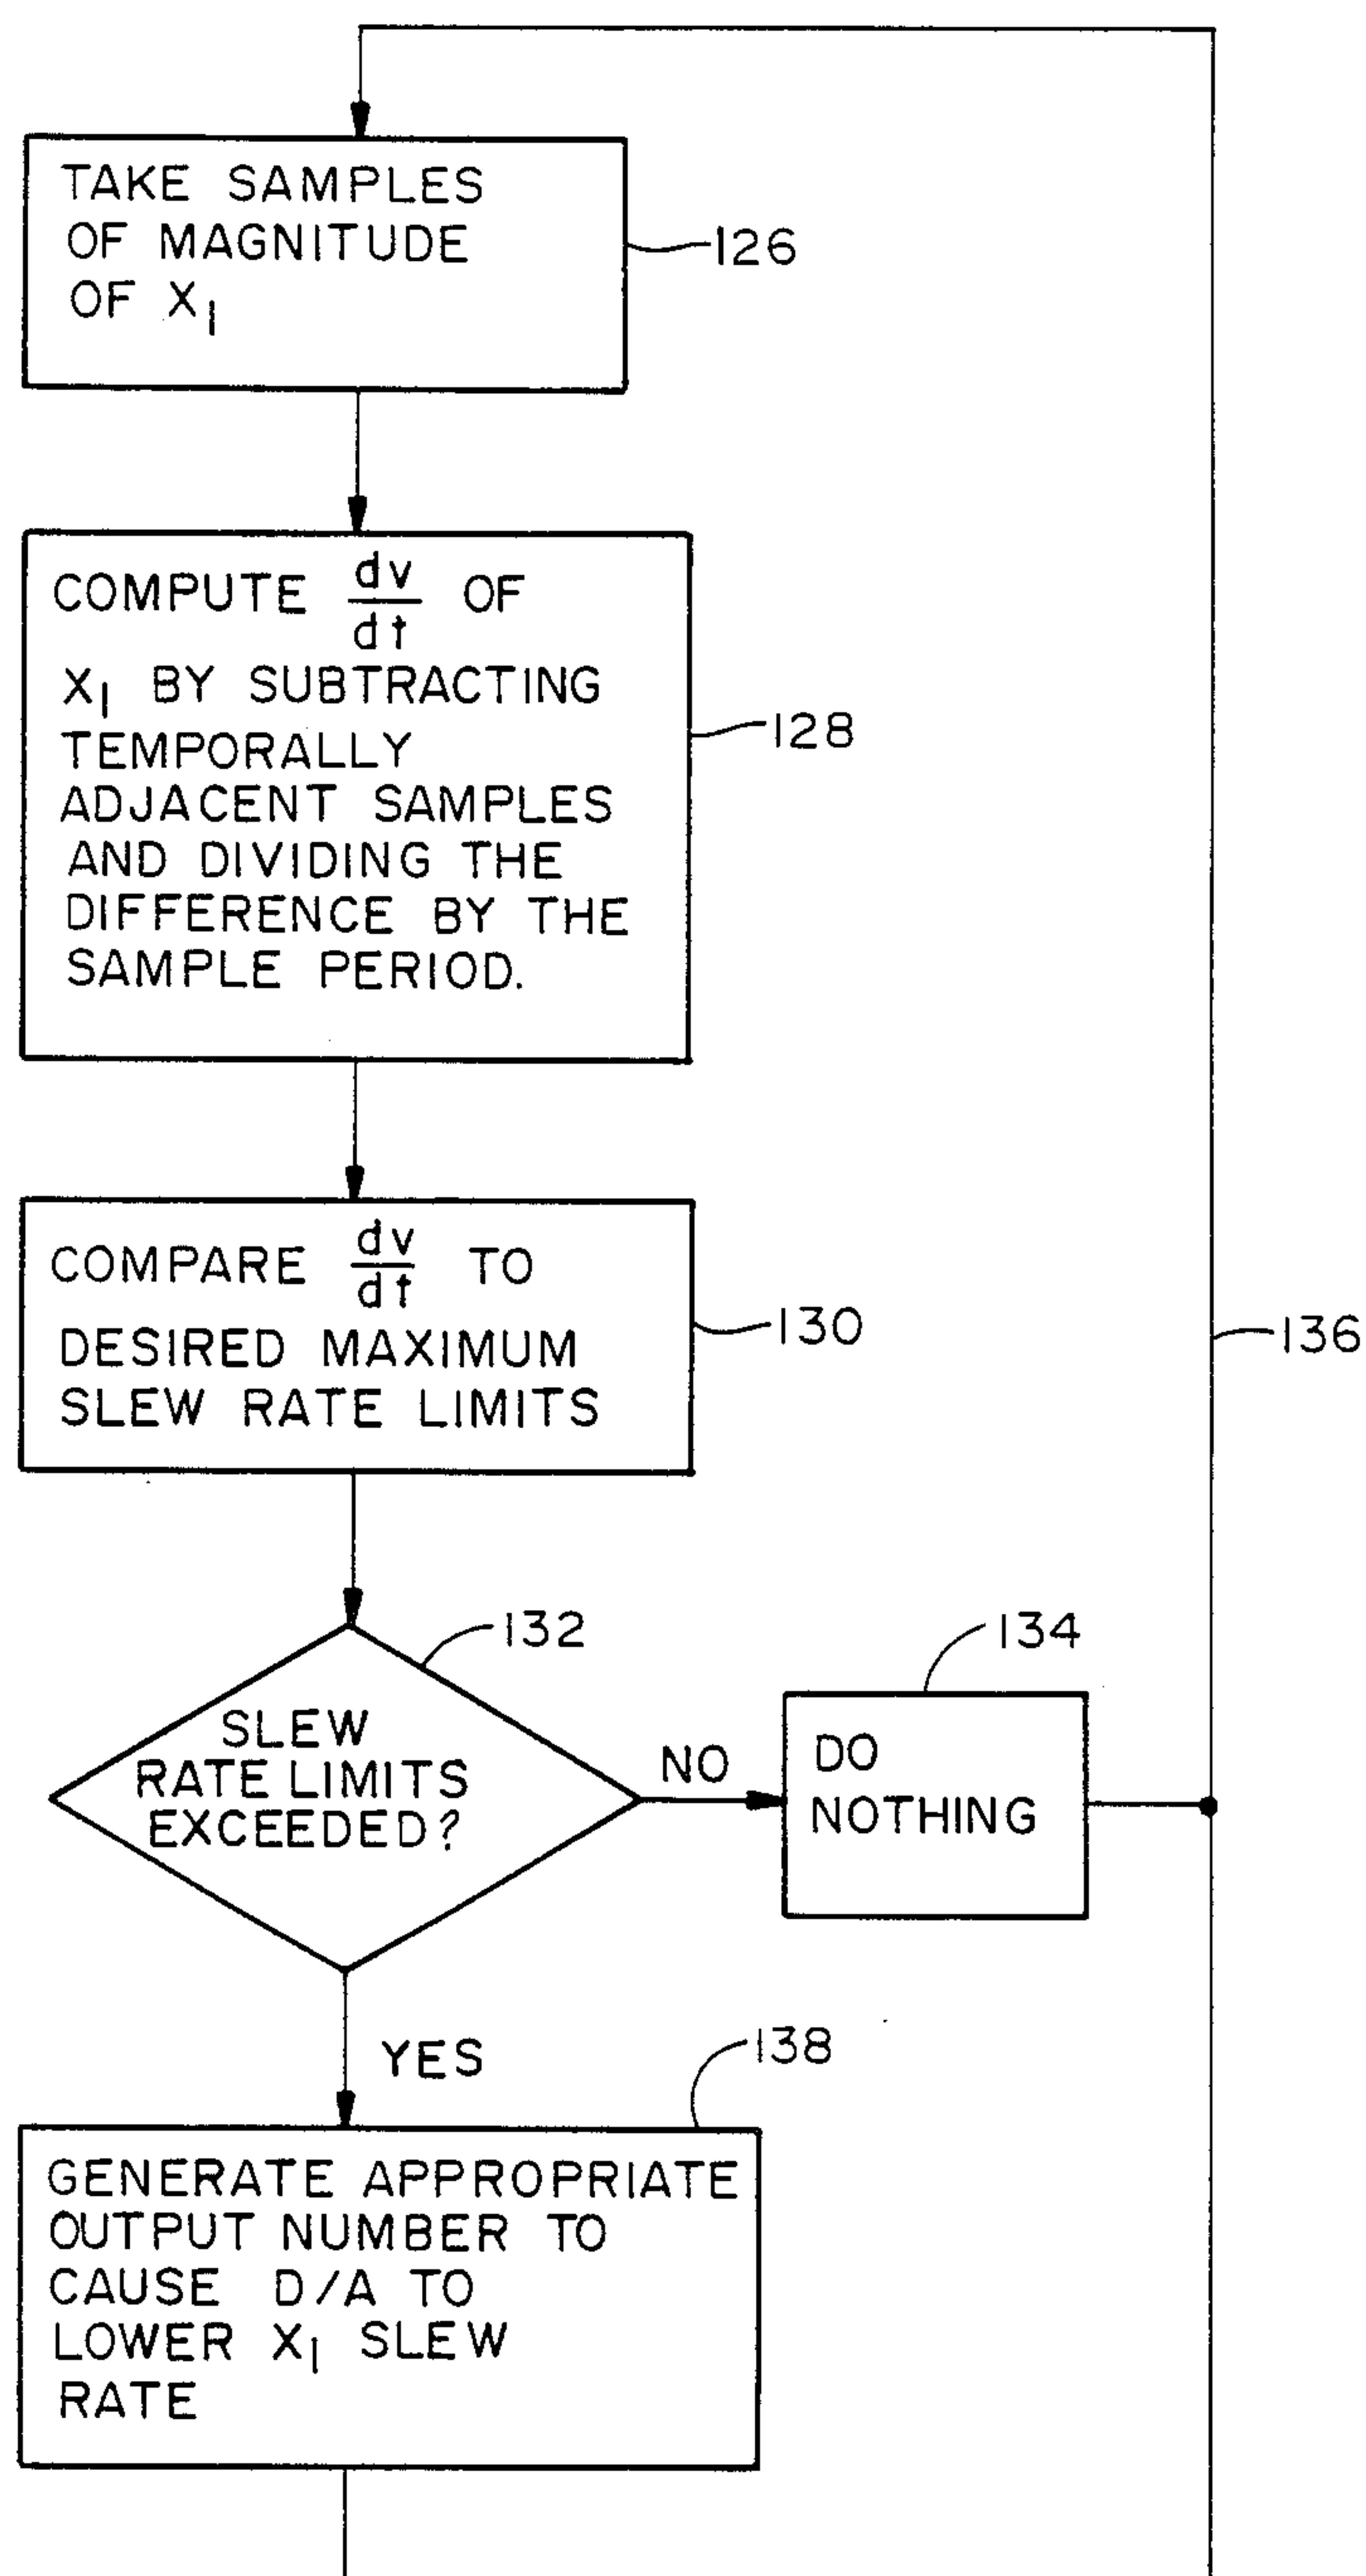 TAKE SAMPLES
OF MAGNITUDE
OF X1
126
COMPUTE dv/dt OF
X1 BY SUBTRACTING
TEMPORALLY
ADJACENT SAMPLES
AND DIVIDING THE
DIFFERENCE BY THE
SAMPLE PERIOD.
128
COMPARE dv/dt TO
DESIRED MAXIMUM
SLEW RATE LIMITS
130
136
132
SLEW
RATE LIMITS
EXCEEDED?
NO
134
DO
NOTHING
YES
138
GENERATE APPROPRIATE
OUTPUT NUMBER TO
CAUSE D/A TO
LOWER X1 SLEW
RATE